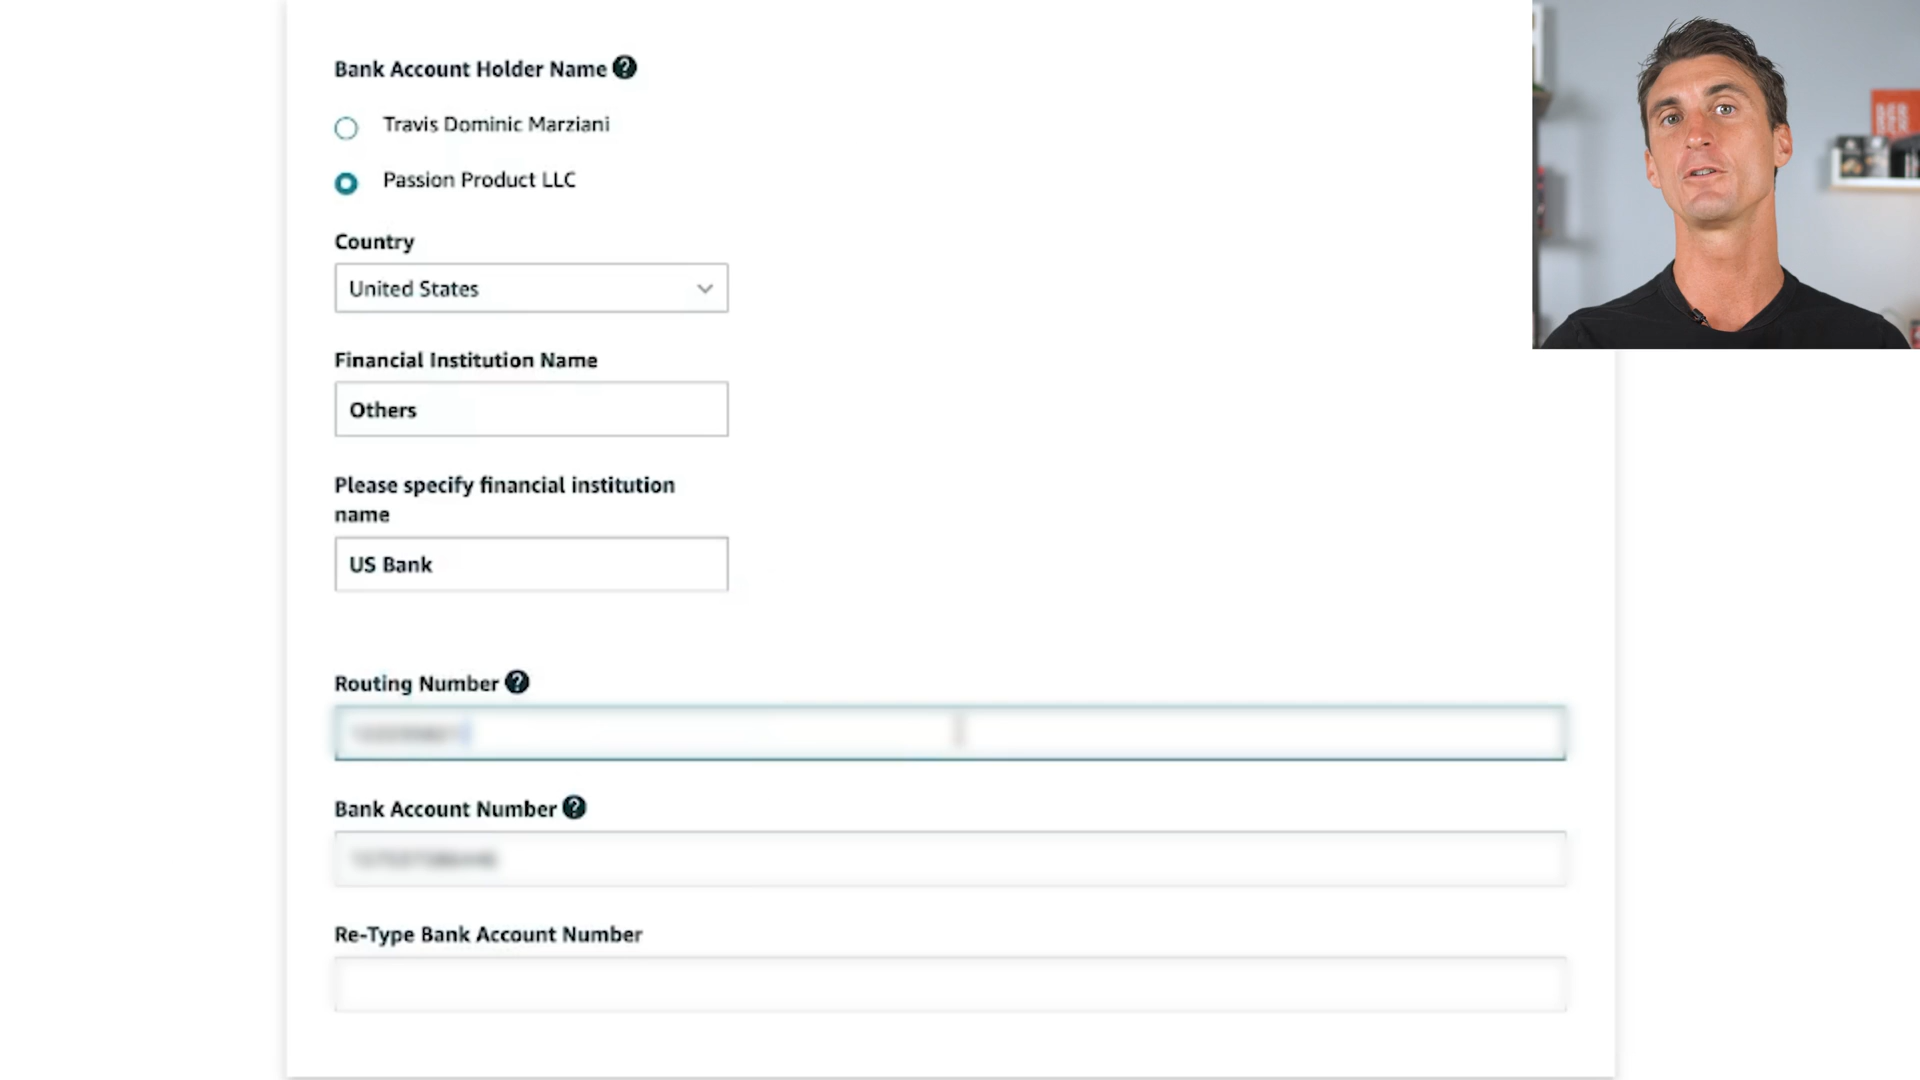 Bank Account Holder Name
Travis Dominic Marziani
Passion Product LLC
Country
United States
Financial Institution Name
Others
Please specify financial institution
name
US Bank
Routing Number
Bank Account Number
Re-Type Bank Account Number